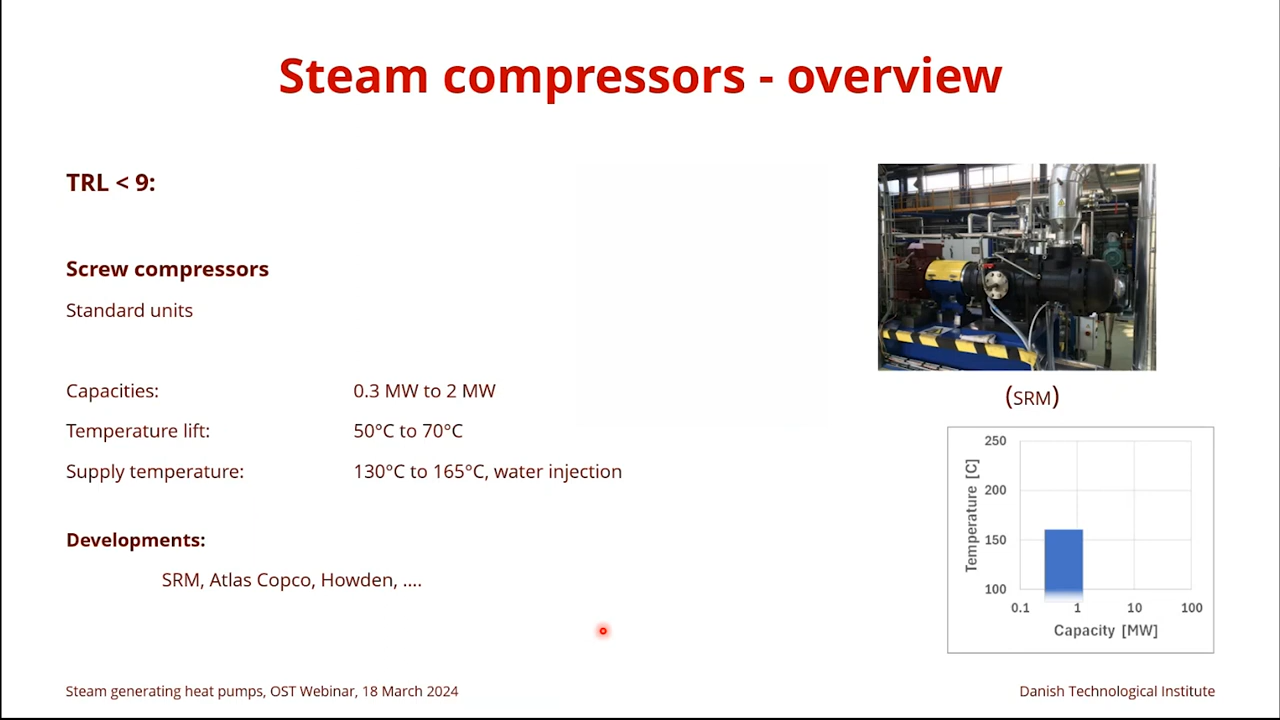 Steam compressors - overview
TRL < 9:
Screw compressors
Standard units
Capacities: 0.3 MW to 2 MW
Temperature lift: 50°C to 70°C
Supply temperature: 130°C to 165°C, water injection
Developments:
SRM, Atlas Copco, Howden, ....
(SRM)
250
200
150
100
Temperature [C]
0.1 1 10 100
Capacity [MW]
Steam generating heat pumps, OST Webinar, 18 March 2024
Danish Technological Institute